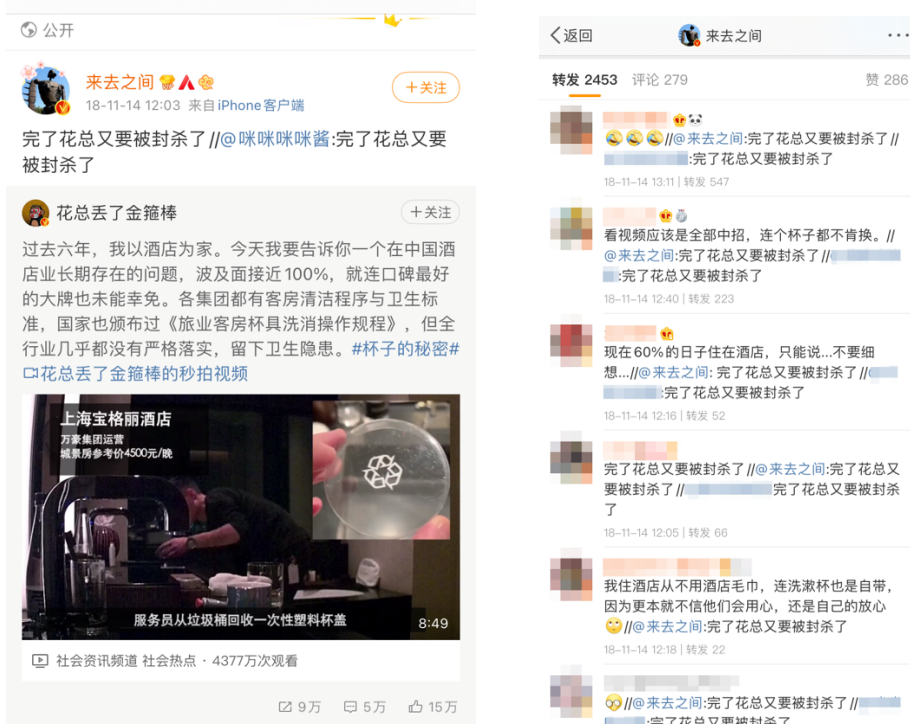 公开
来去之间
+关注
18-11-14 12:03 来自iPhone客户端
完了花总又要被封杀了//@咪咪咪咪酱:完了花总又要
被封杀了
花总丢了金箍棒
+关注
过去六年，我以酒店为家。今天我要告诉你一个在中国酒
店业长期存在的问题，波及面接近100%，就连口碑最好
的大牌也未能幸免。各集团都有客房清洁程序与卫生标
准，国家也颁布过《旅业客房杯具洗消操作规程》，但全
行业几乎都没有严格落实，留下卫生隐患。#杯子的秘密#
花总丢了金箍棒的秒拍视频
上海宝格丽酒店
万豪集团运营
城景房参考价4500元/晚
服务员从垃圾桶回收一次性塑料杯盖
8:49
社会资讯频道 社会热点 · 4377万次观看
9万 5万 15万
返回
来去之间
转发 2453 评论 279
赞 286
//@来去之间:完了花总又要被封杀了//
:完了花总又要被封杀了
18-11-14 13:11 | 转发 547
看视频应该是全部中招，连个杯子都不肯换。//
@来去之间:完了花总又要被封杀了//
:完了花总又要被封杀了
18-11-14 12:40 | 转发 223
现在60%的日子住在酒店，只能说...不要细
想...//@来去之间: 完了花总又要被封杀了//
:完了花总又要被封杀了
18-11-14 12:16 | 转发 52
完了花总又要被封杀了//@来去之间:完了花总又
要被封杀了//完了花总又要被封杀
了
18-11-14 12:05 | 转发 66
我住酒店从不用酒店毛巾，连洗漱杯也是自带，
因为更本就不信他们会用心，还是自己的放心
//@来去之间:完了花总又要被封杀了
18-11-14 12:18 | 转发 22
//@来去之间:完了花总又要被封杀了//
:完了花总又要被封杀了